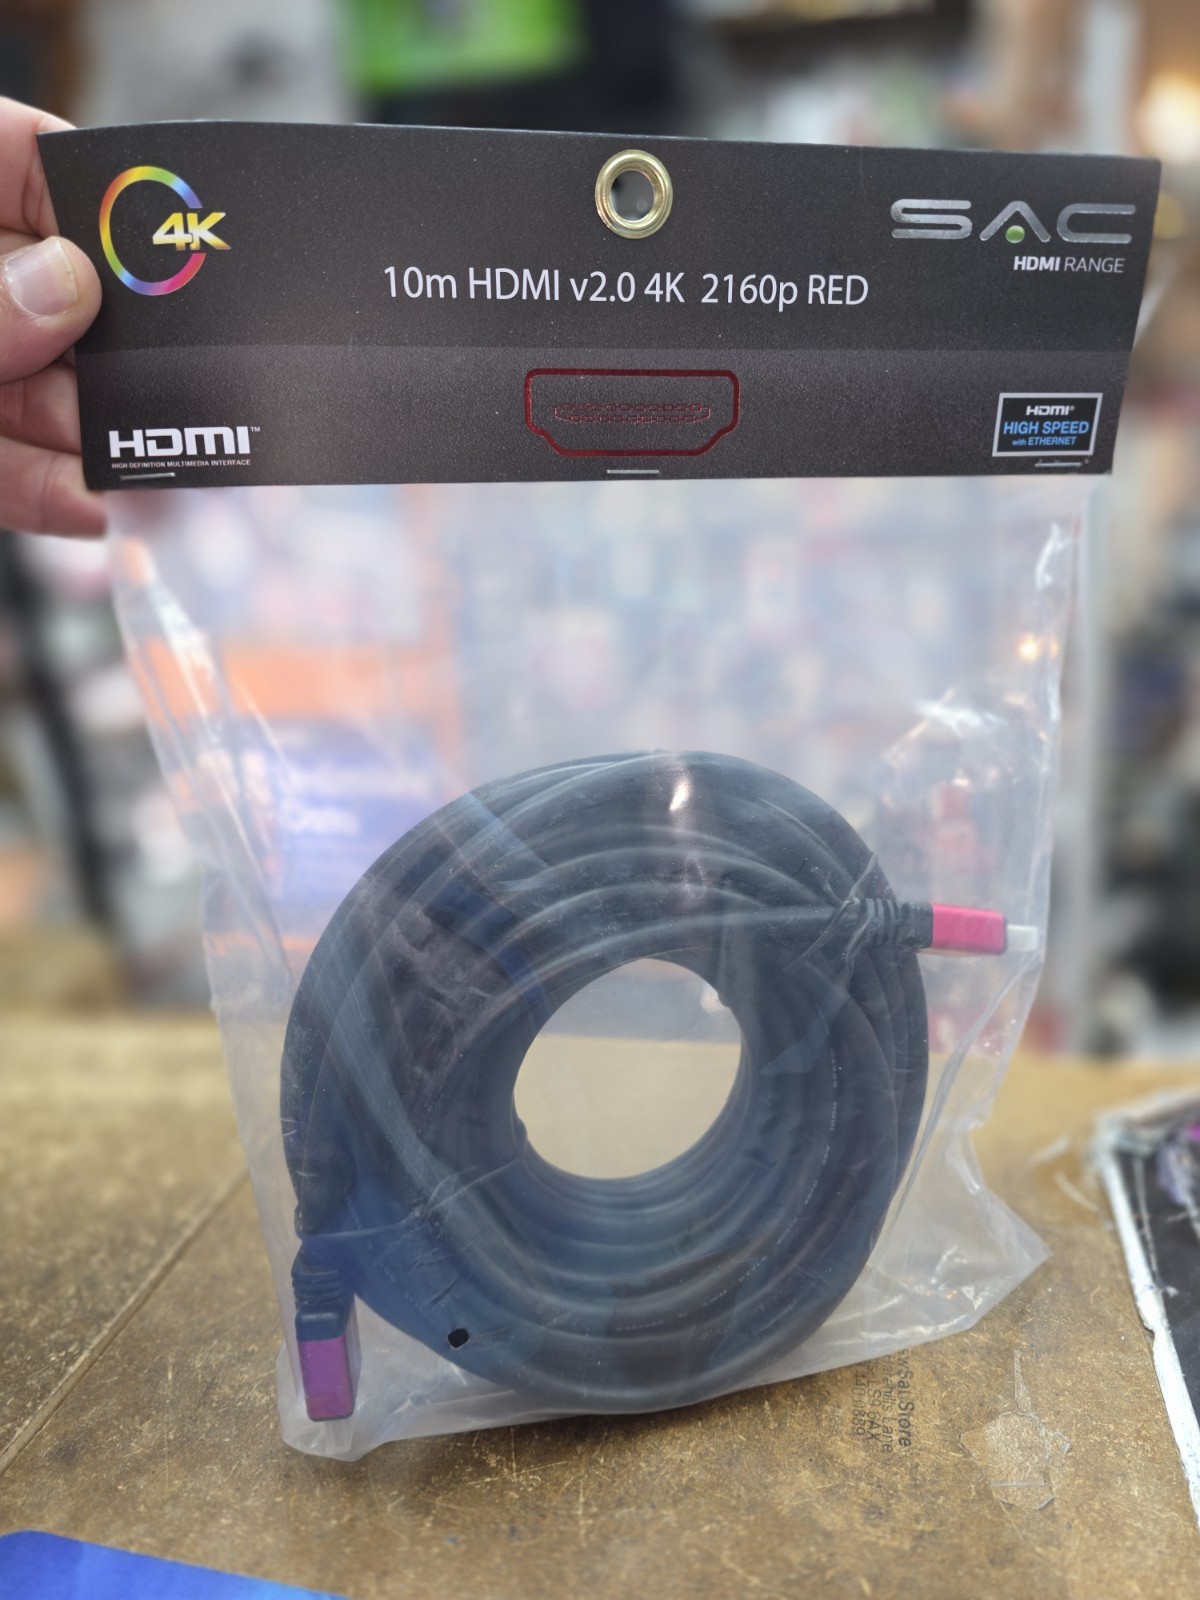 4K
SAC
HDMI RANGE
10m HDMI v2.0 4K 2160p RED
HDMI™
HIGH-DEFINITION MULTIMEDIA INTERFACE
HDMI®
HIGH SPEED
with ETHERNET